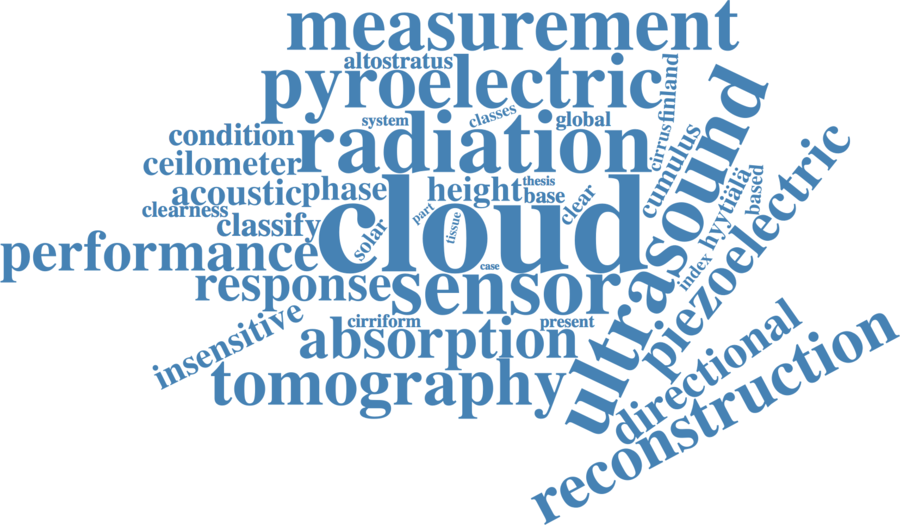 measurement
altostratus
pyroelectric
finland
system
classes
global
condition
radiation
ultrasound
cirrus
cumulus
ceilometer
piezoelectric
acoustic
phase
height
thesis
base
clear
hyytiälä
based
clearness
classify
cloud
solar
part
tissue
index
performance
case
response
sensor
insensitive
cirriform
present
absorption
directional
tomography
reconstruction